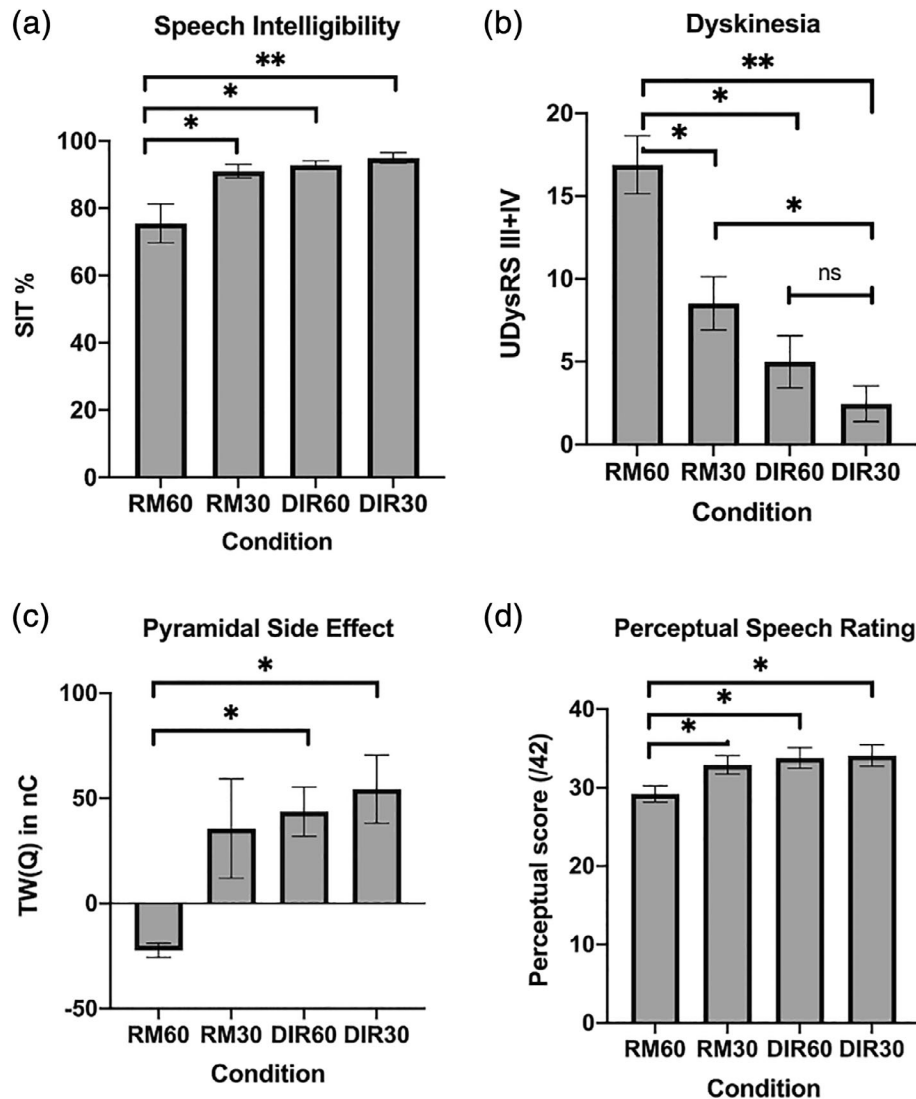 (a)
Speech Intelligibility
**
*
*
100
80
60
40
20
0
SIT %
RM60 RM30 DIR60 DIR30
Condition
(b)
Dyskinesia
**
*
*
*
ns
20
15
10
5
0
UDysRS III+IV
RM60 RM30 DIR60 DIR30
Condition
(c)
Pyramidal Side Effect
*
*
100
50
0
-50
TW(Q) in nC
RM60 RM30 DIR60 DIR30
Condition
(d)
Perceptual Speech Rating
*
*
*
40
30
20
10
0
Perceptual score (/42)
RM60 RM30 DIR60 DIR30
Condition